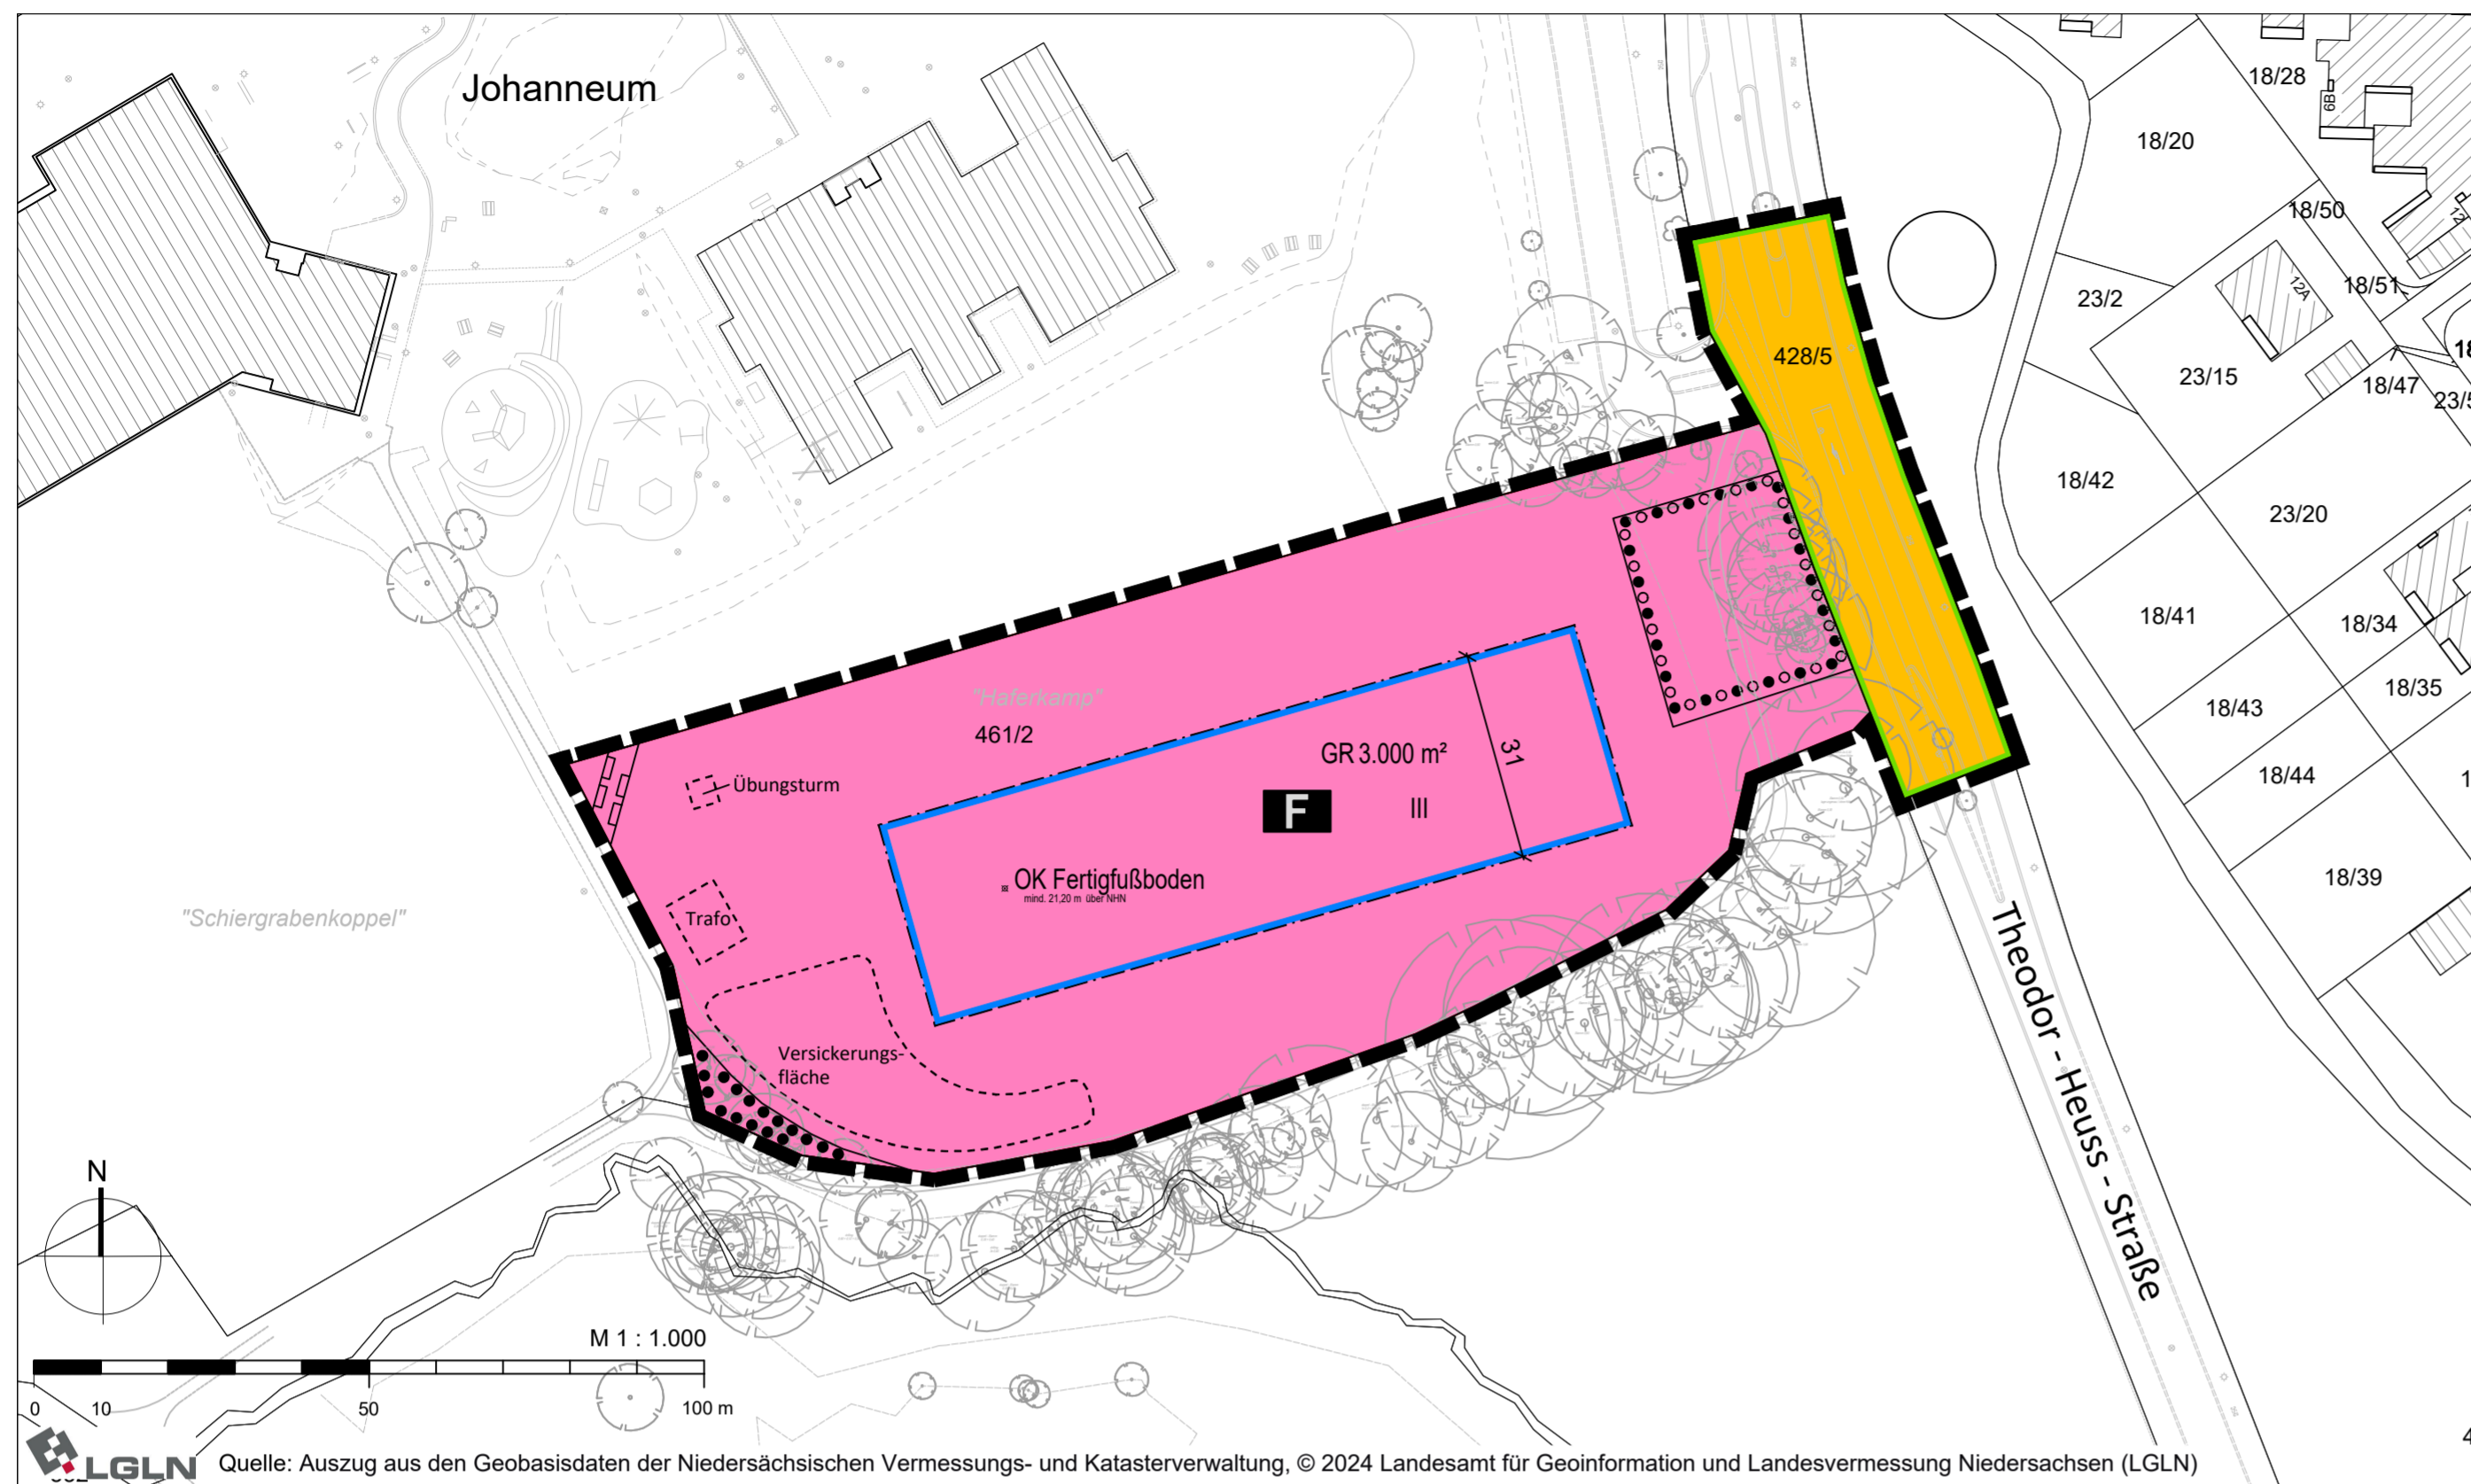 Johanneum
18/28
6B
18/20
18/50
12
23/2
12A
18/51
428/5
23/15
18/47
23/5
18/42
23/20
18/41
18/34
18/35
18/43
18/44
18/39
"Haferkamp"
461/2
GR 3.000 m²
31
Übungsturm
F
III
OK Fertigfußboden
mind. 21,20 m über NHN
Trafo
"Schiergrabenkoppel"
Versickerungs-
fläche
Theodor - Heuss - Straße
N
M 1 : 1.000
0 10 50 100 m
LGLN
Quelle: Auszug aus den Geobasisdaten der Niedersächsischen Vermessungs- und Katasterverwaltung, © 2024 Landesamt für Geoinformation und Landesvermessung Niedersachsen (LGLN)